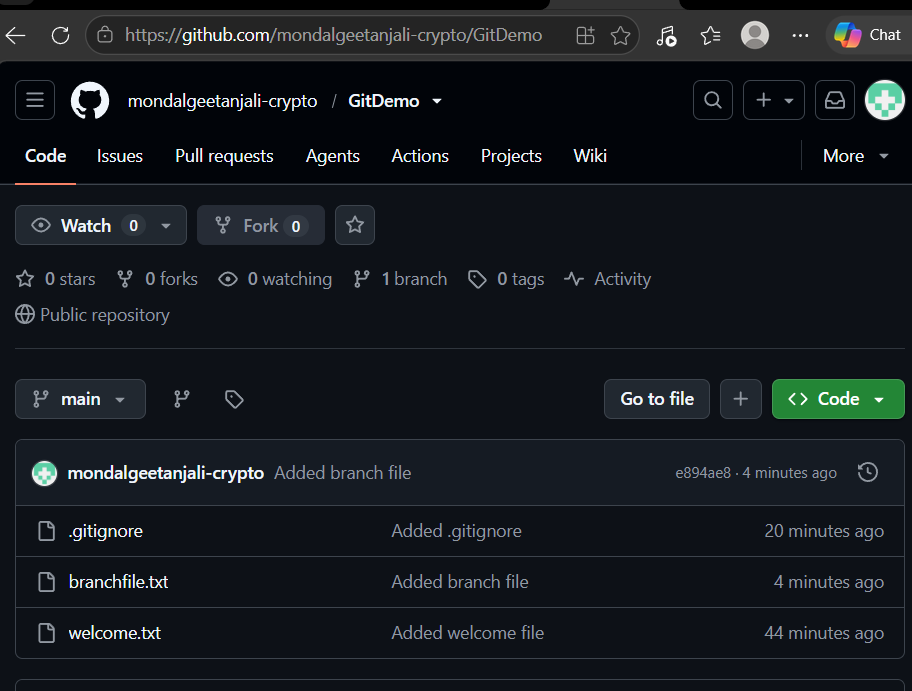 https://github.com/mondalgeetanjali-crypto/GitDemo
Chat
mondalgeetanjali-crypto / GitDemo
Code Issues Pull requests Agents Actions Projects Wiki More
Watch 0 Fork 0
0 stars 0 forks 0 watching 1 branch 0 tags Activity
Public repository
main Go to file Code
mondalgeetanjali-crypto Added branch file e894ae8 · 4 minutes ago
.gitignore Added .gitignore 20 minutes ago
branchfile.txt Added branch file 4 minutes ago
welcome.txt Added welcome file 44 minutes ago